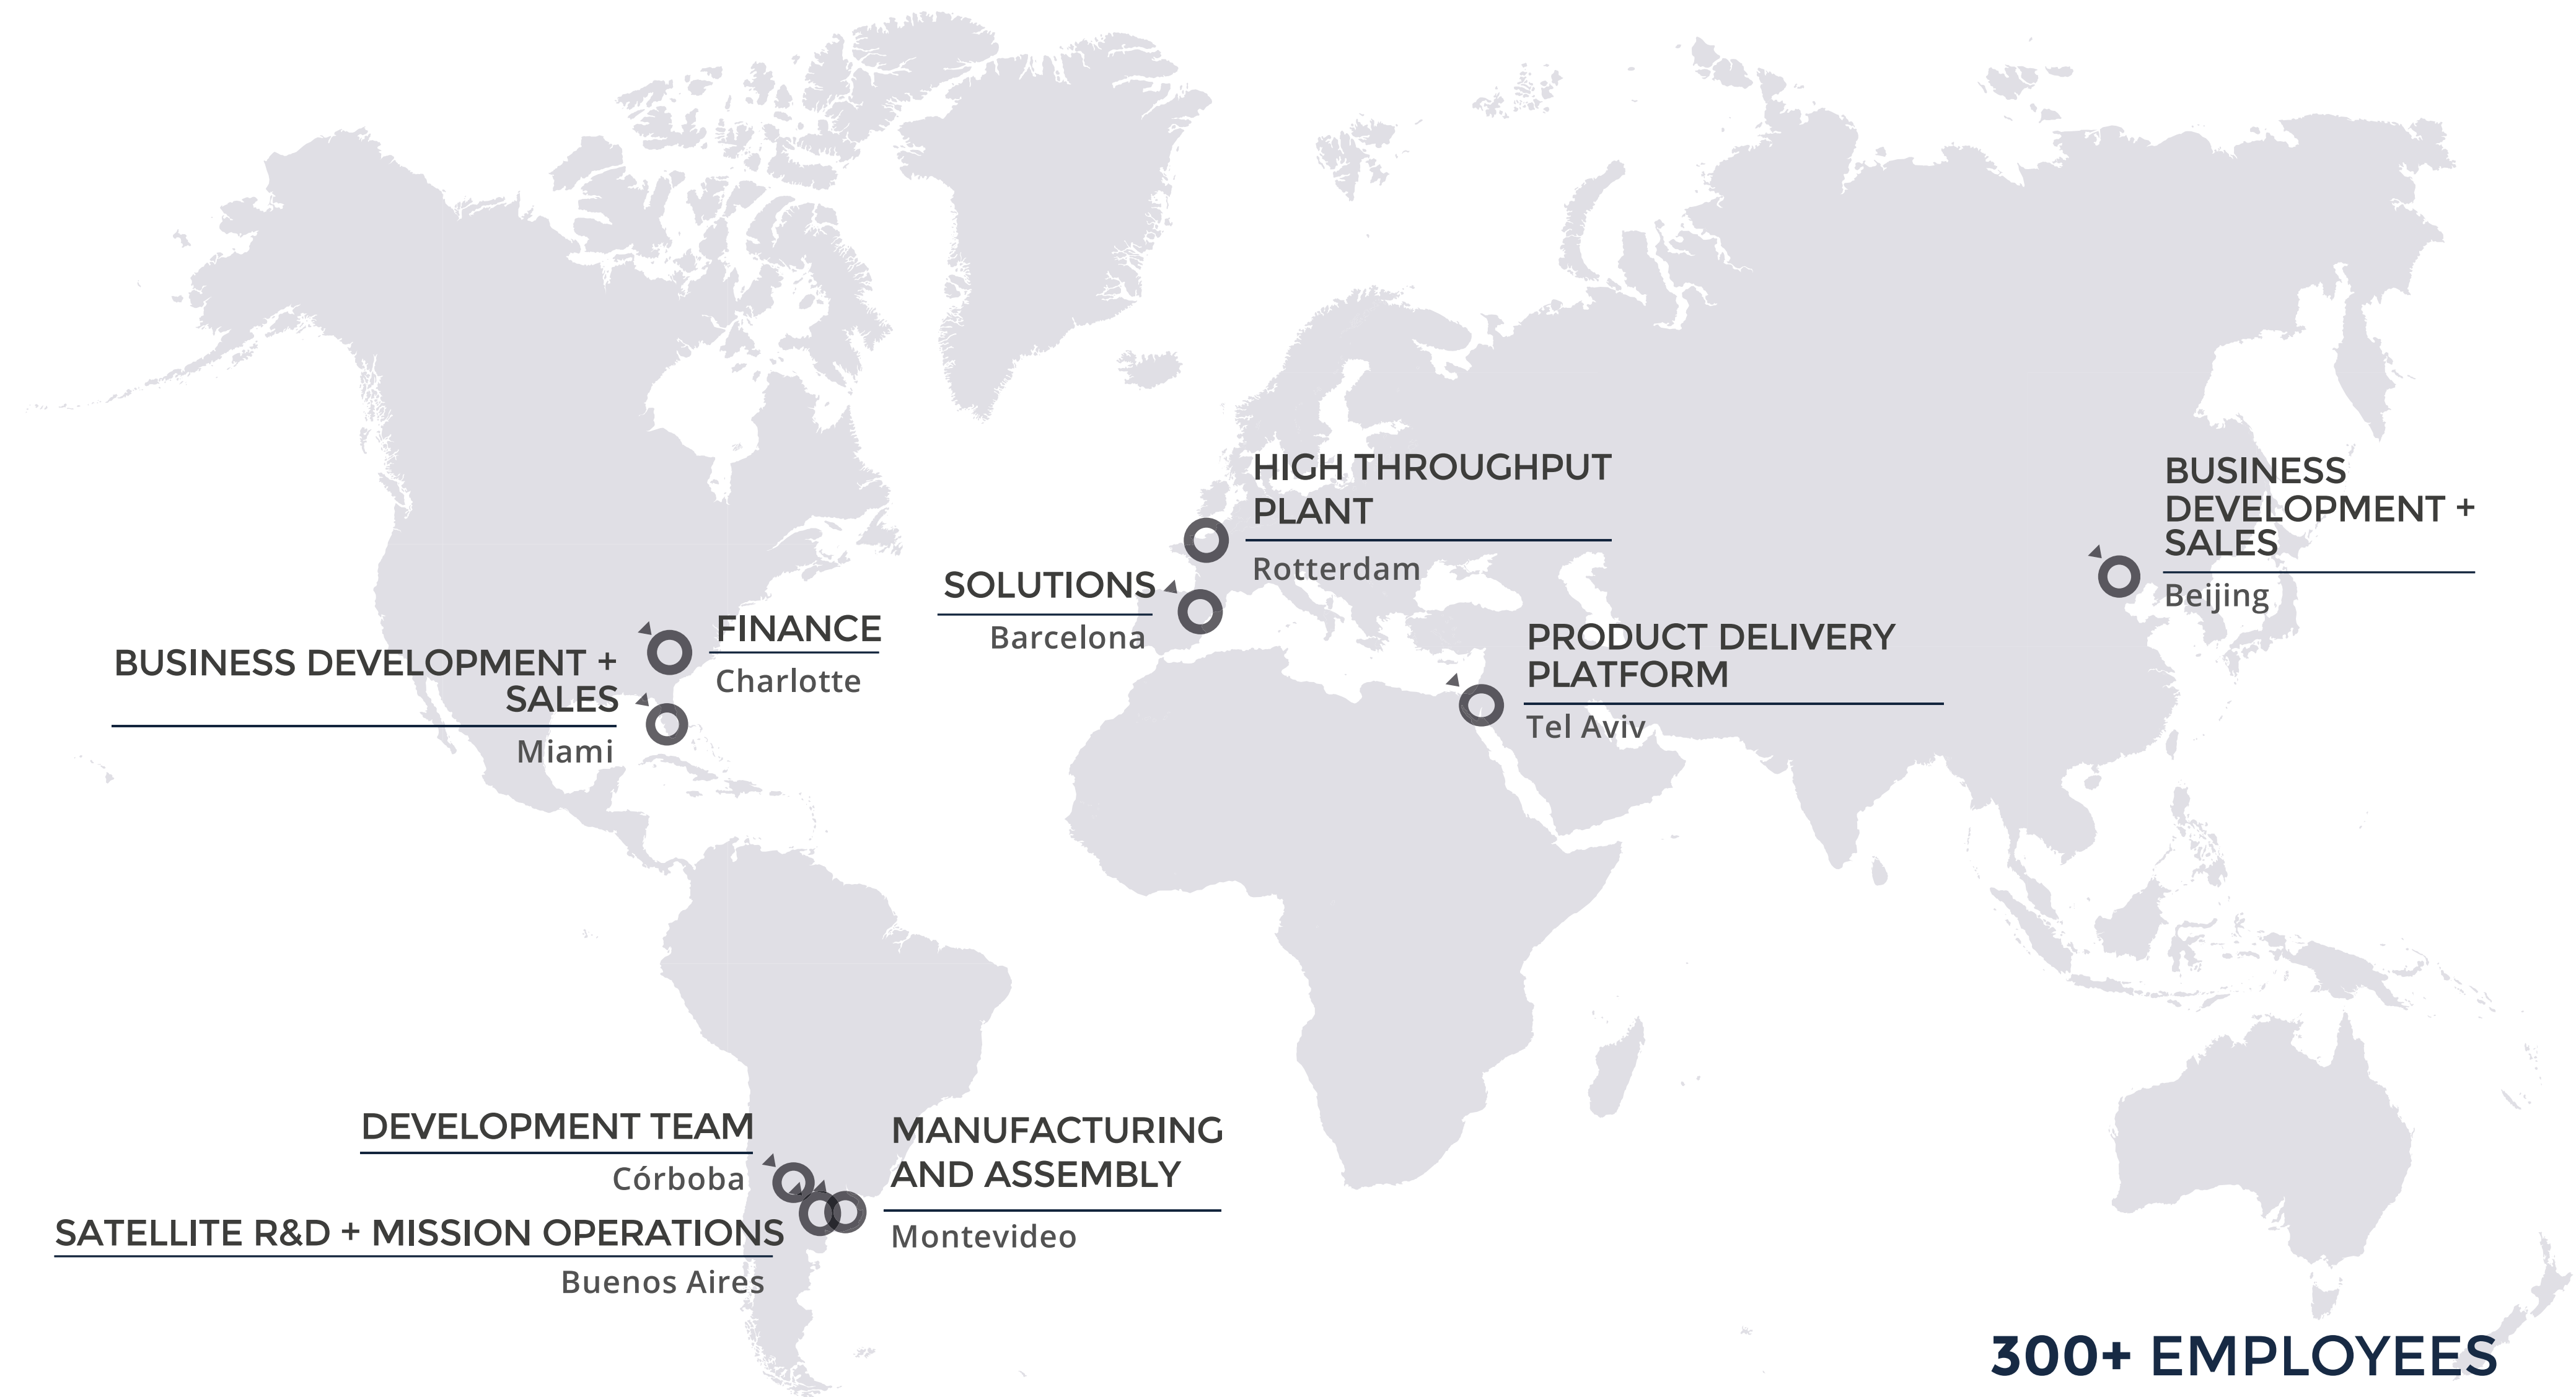 HIGH THROUGHPUT
PLANT
Rotterdam
BUSINESS
DEVELOPMENT +
SALES
Beijing
SOLUTIONS
Barcelona
FINANCE
Charlotte
BUSINESS DEVELOPMENT +
SALES
Miami
PRODUCT DELIVERY
PLATFORM
Tel Aviv
DEVELOPMENT TEAM
Córboba
MANUFACTURING
AND ASSEMBLY
Montevideo
SATELLITE R&D + MISSION OPERATIONS
Buenos Aires
300+ EMPLOYEES